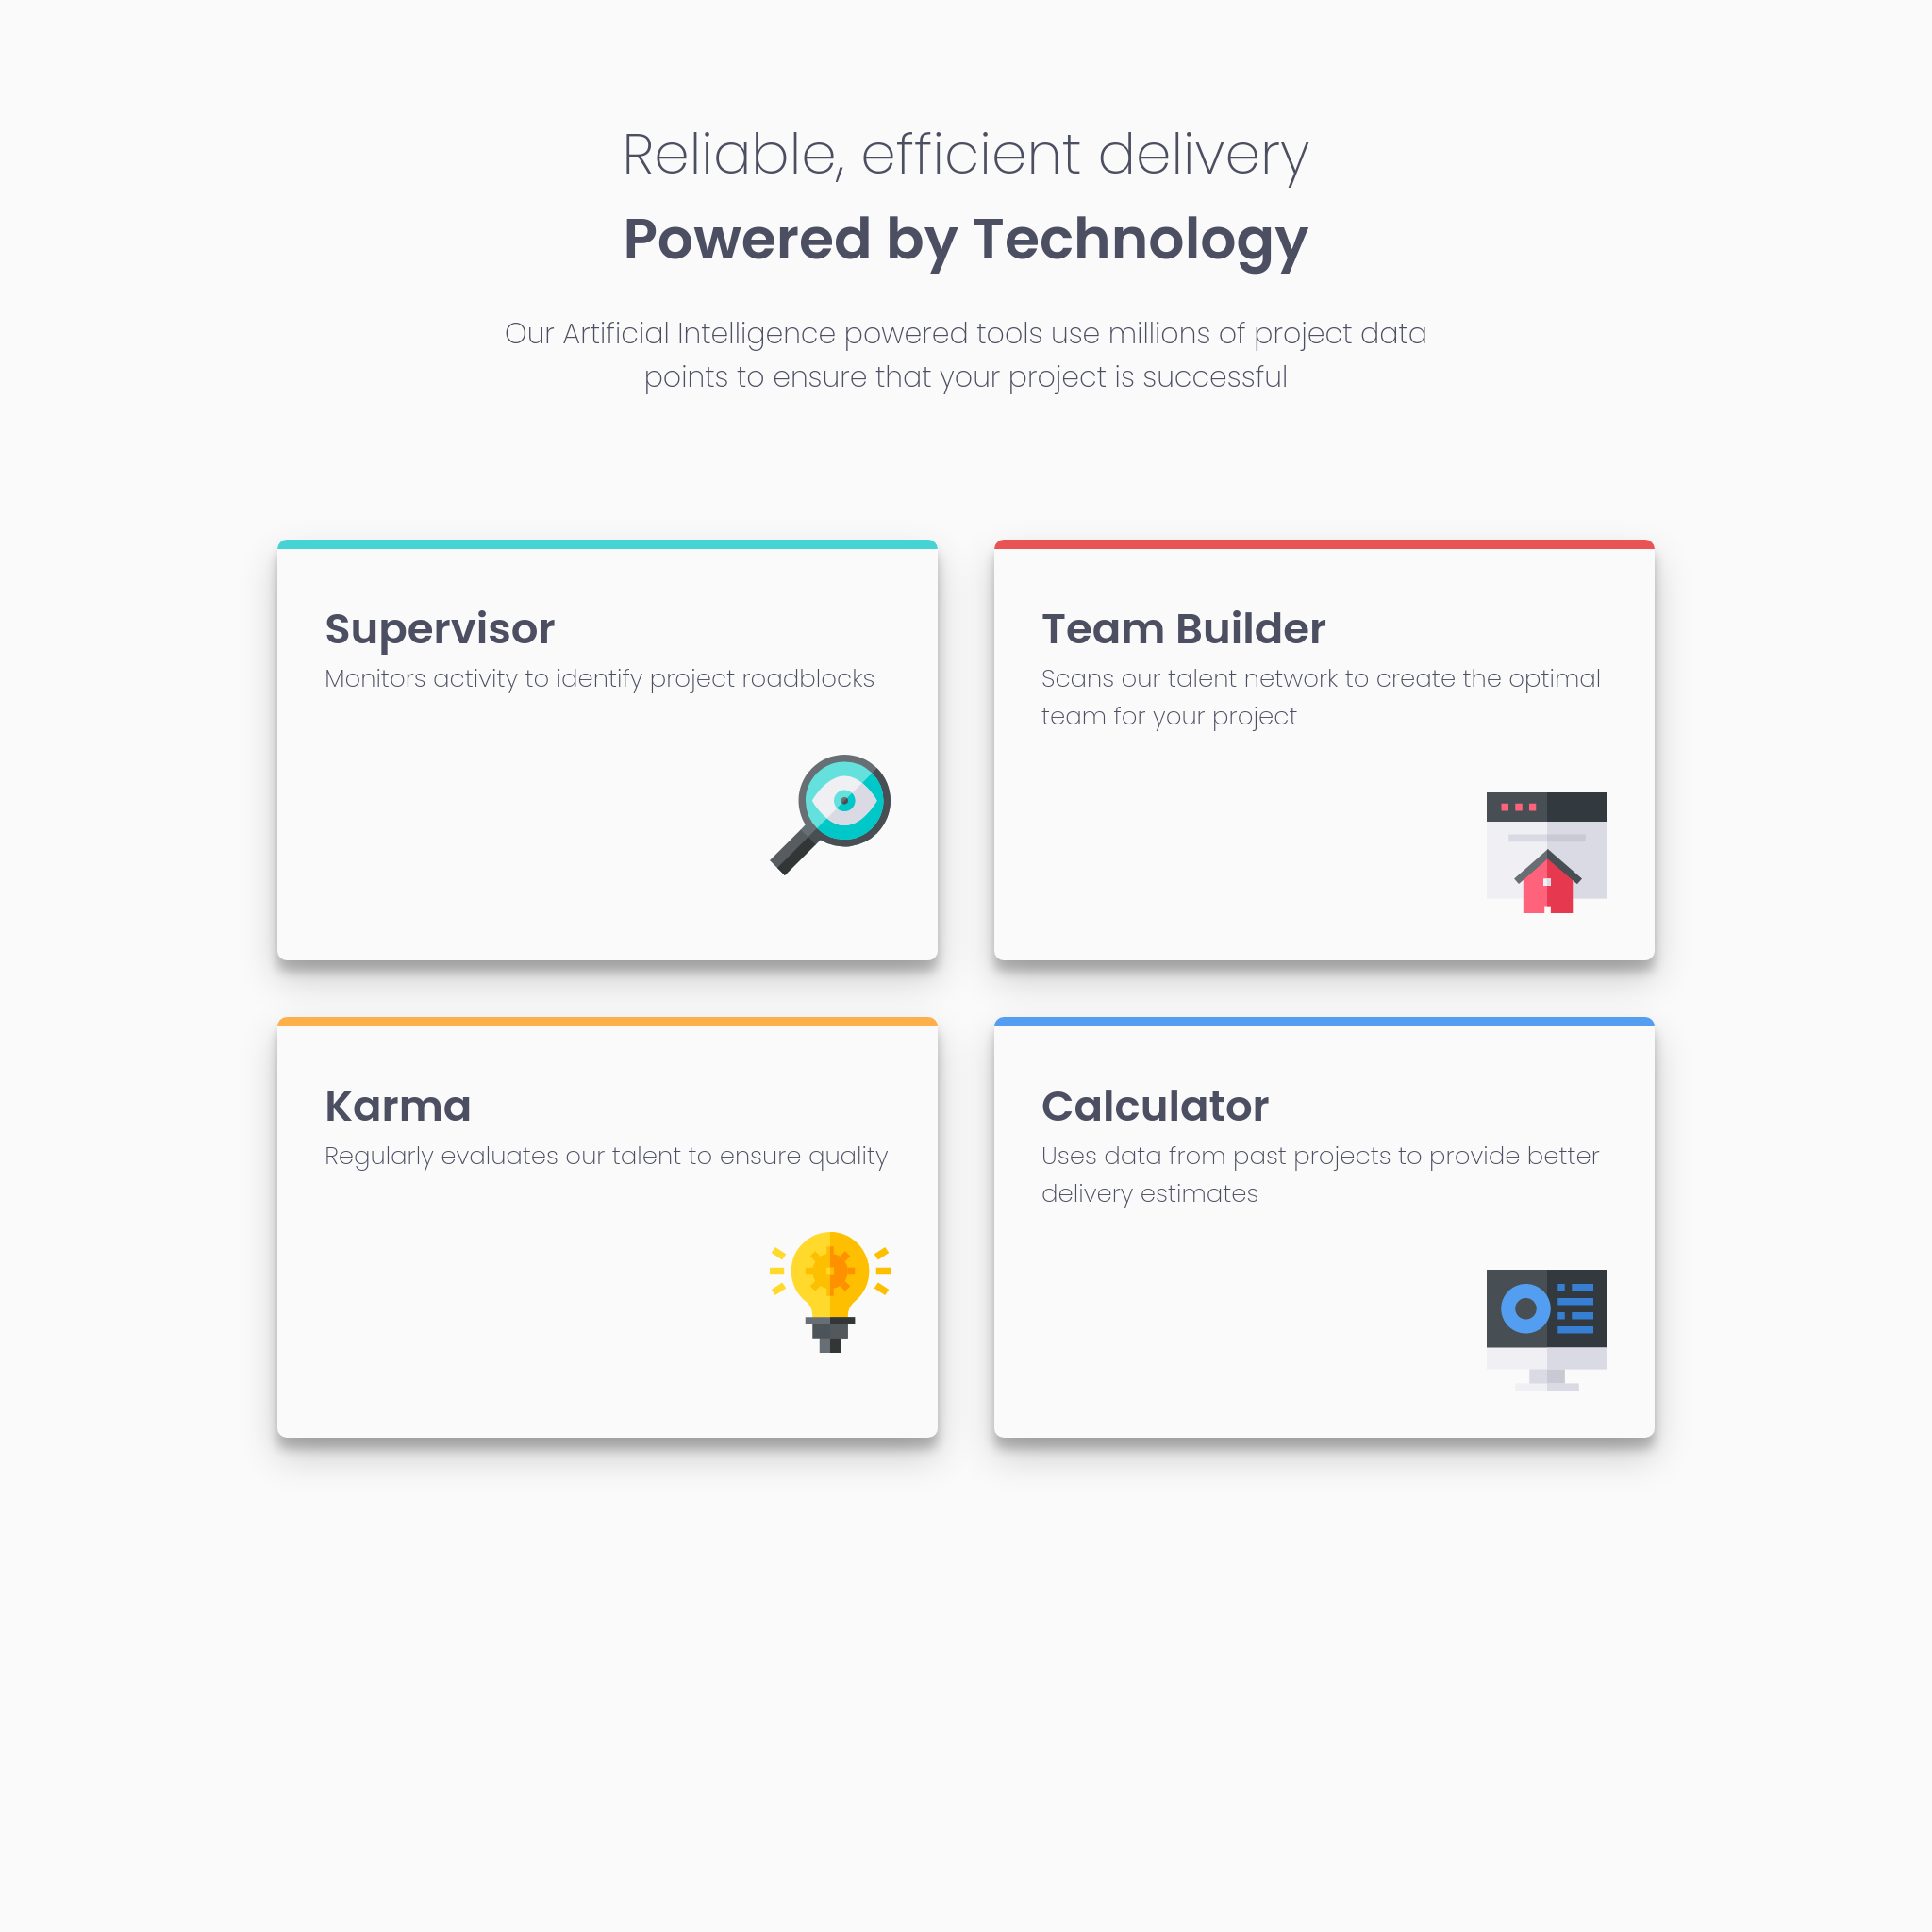 Reliable, efficient delivery
Powered by Technology
Our Artificial Intelligence powered tools use millions of project data
points to ensure that your project is successful
Supervisor
Monitors activity to identify project roadblocks
Team Builder
Scans our talent network to create the optimal
team for your project
Karma
Regularly evaluates our talent to ensure quality
Calculator
Uses data from past projects to provide better
delivery estimates